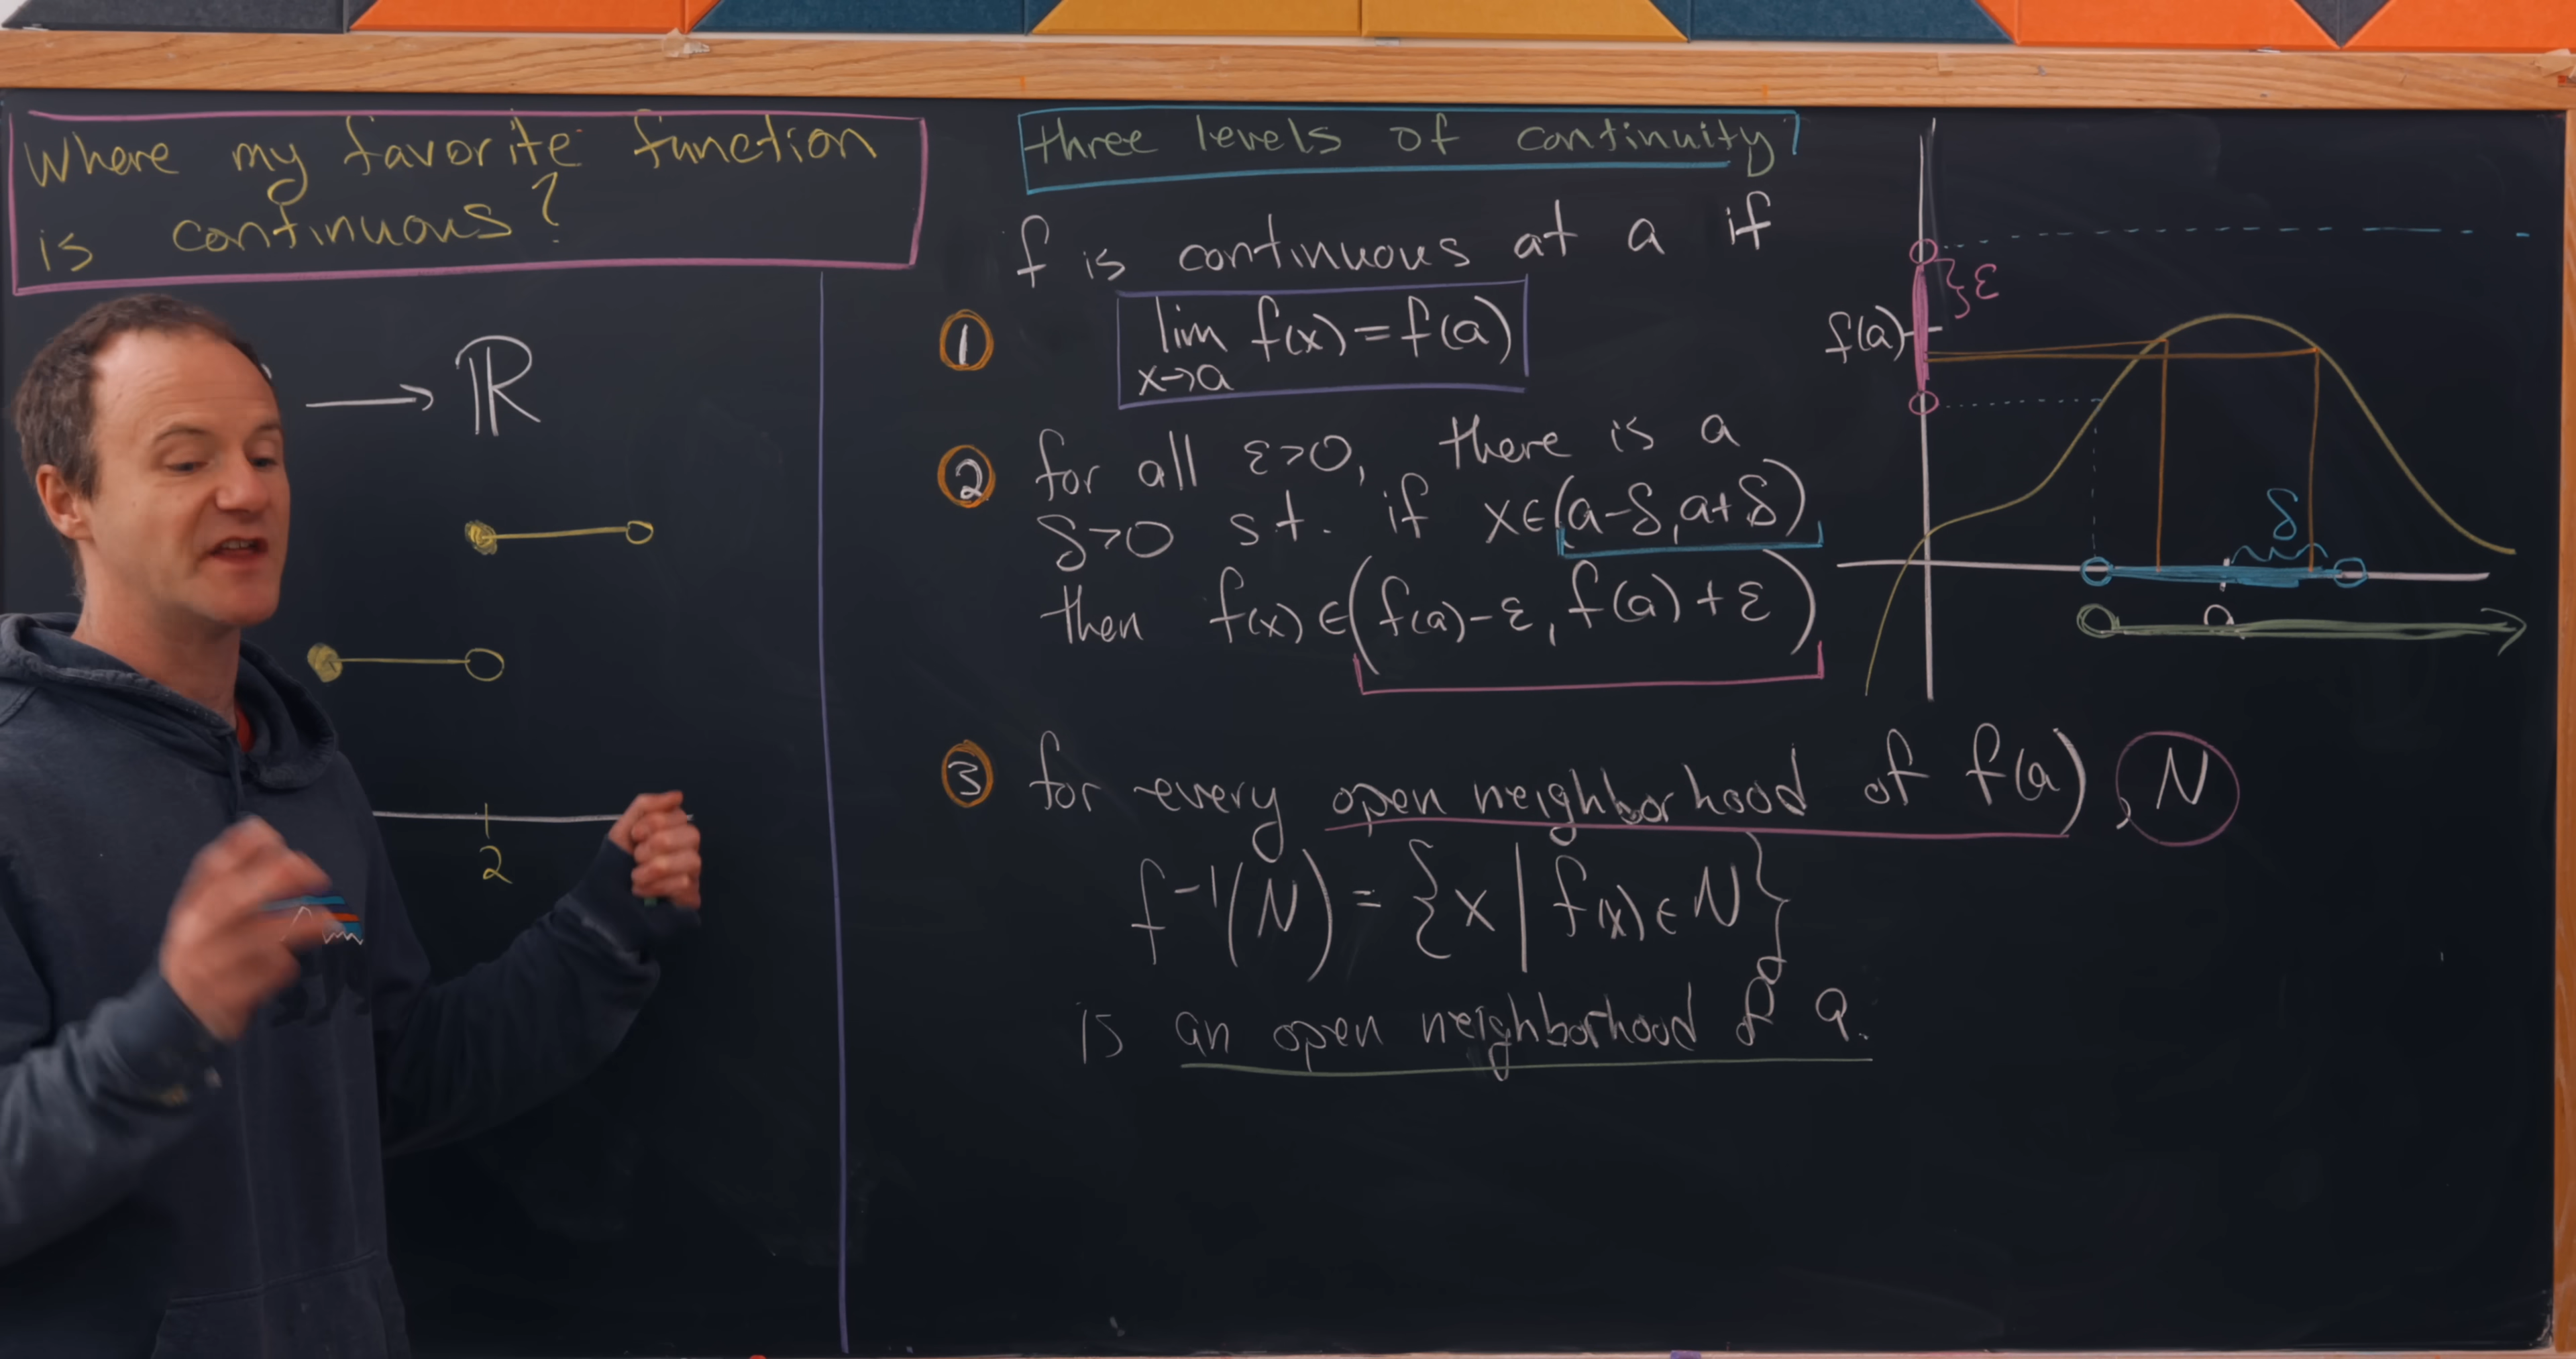 Where my favorite function
is continuous?
→ ℝ
2
three levels of continuity
f is continuous at a if
① lim f(x) = f(a)
x→a
② for all ε>0, there is a
δ>0 st. if x∈(a-δ, a+δ)
then f(x) ∈ (f(a)-ε, f(a)+ε)
③ for every open neighborhood of f(a), N
f⁻¹(N) = {x | f(x) ∈ N}
is an open neighborhood of a.
ε
f(a)
δ
a